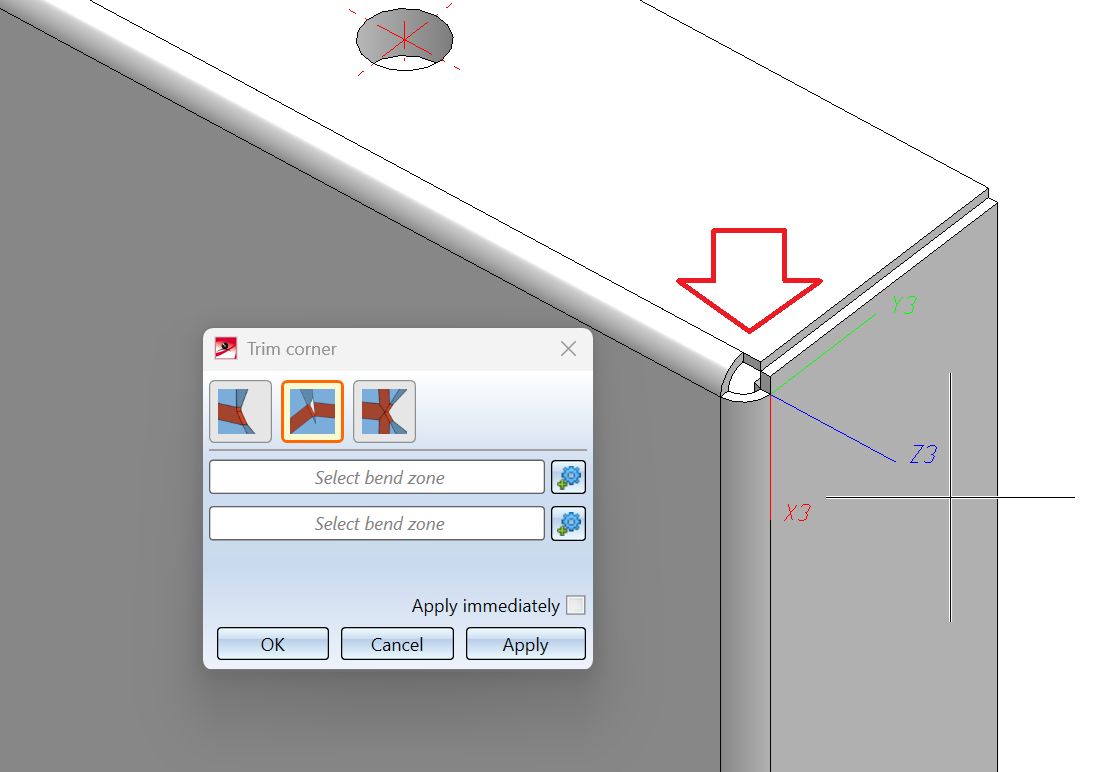 Y3
Trim corner
Z3
Select bend zone
X3
Select bend zone
Apply immediately
OK
Cancel
Apply